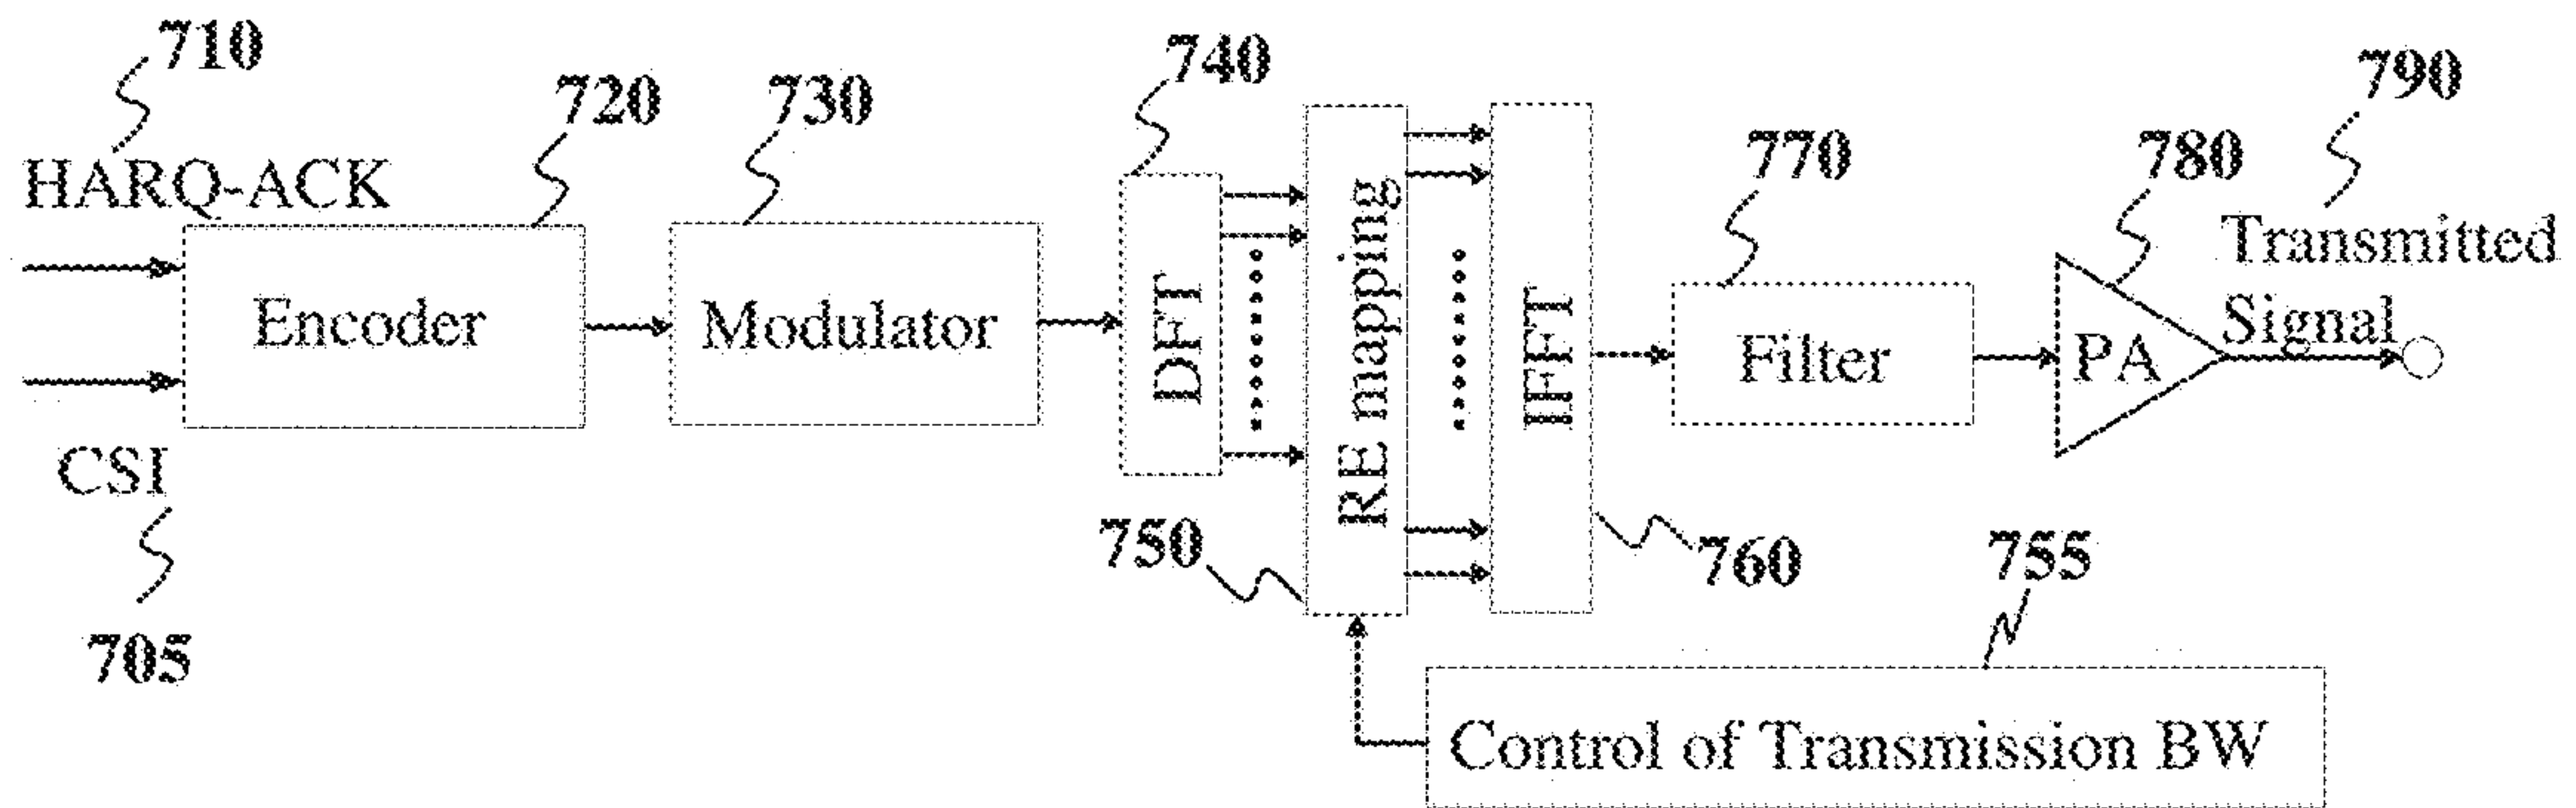 710
HARQ-ACK
720
730
740
790
770
780
Transmitted
Signal
Encoder
Modulator
DFT
RE mapping
IFFT
Filter
PA
CSI
705
750
760
755
Control of Transmission BW